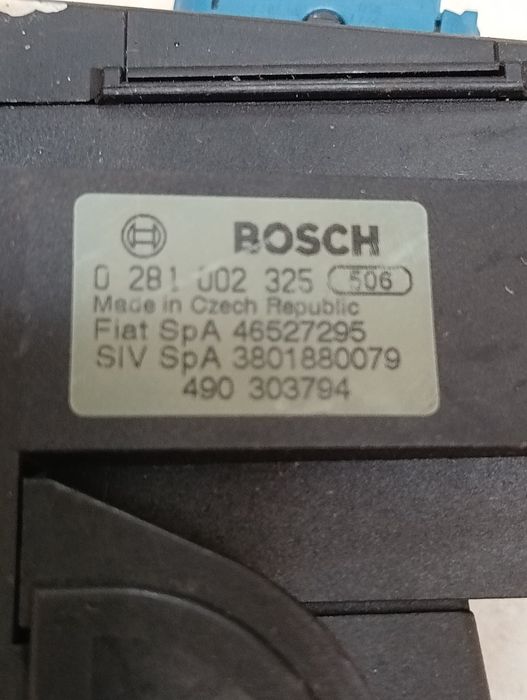 BOSCH
0 281 002 325 506
Made in Czech Republic
Fiat SpA 46527295
SIV SpA 3801880079
490 303794